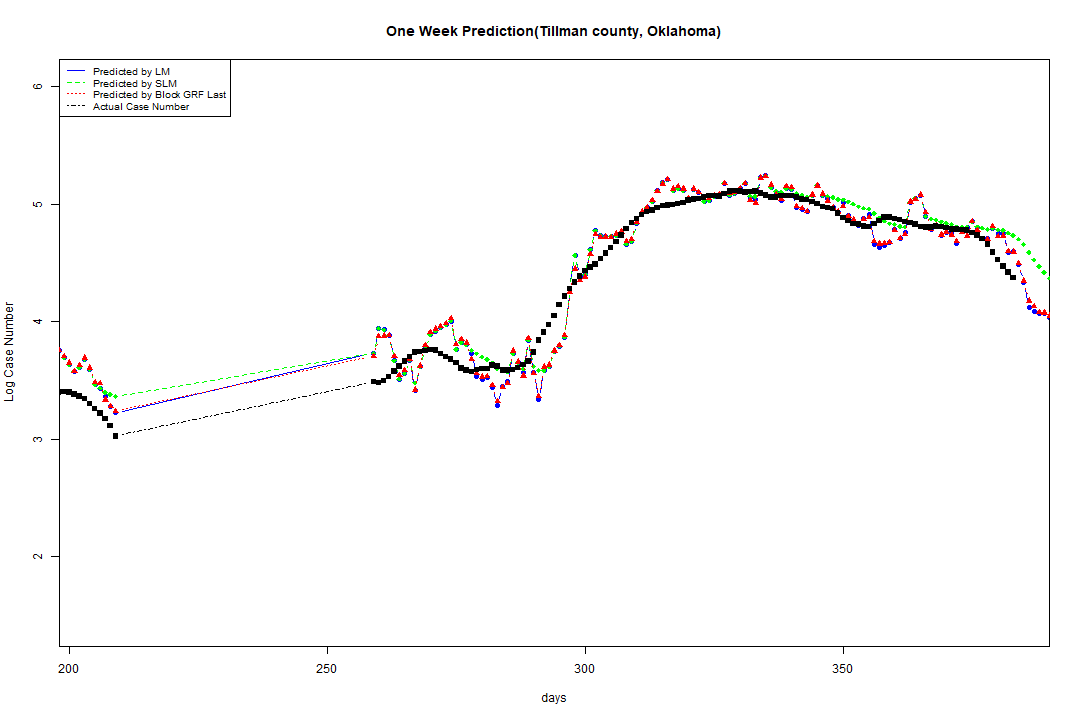 One Week Prediction(Tillman county, Oklahoma)
Predicted by LM
Predicted by SLM
Predicted by Block GRF Last
Actual Case Number
6
5
4
3
2
Log Case Number
200 250 300 350
days